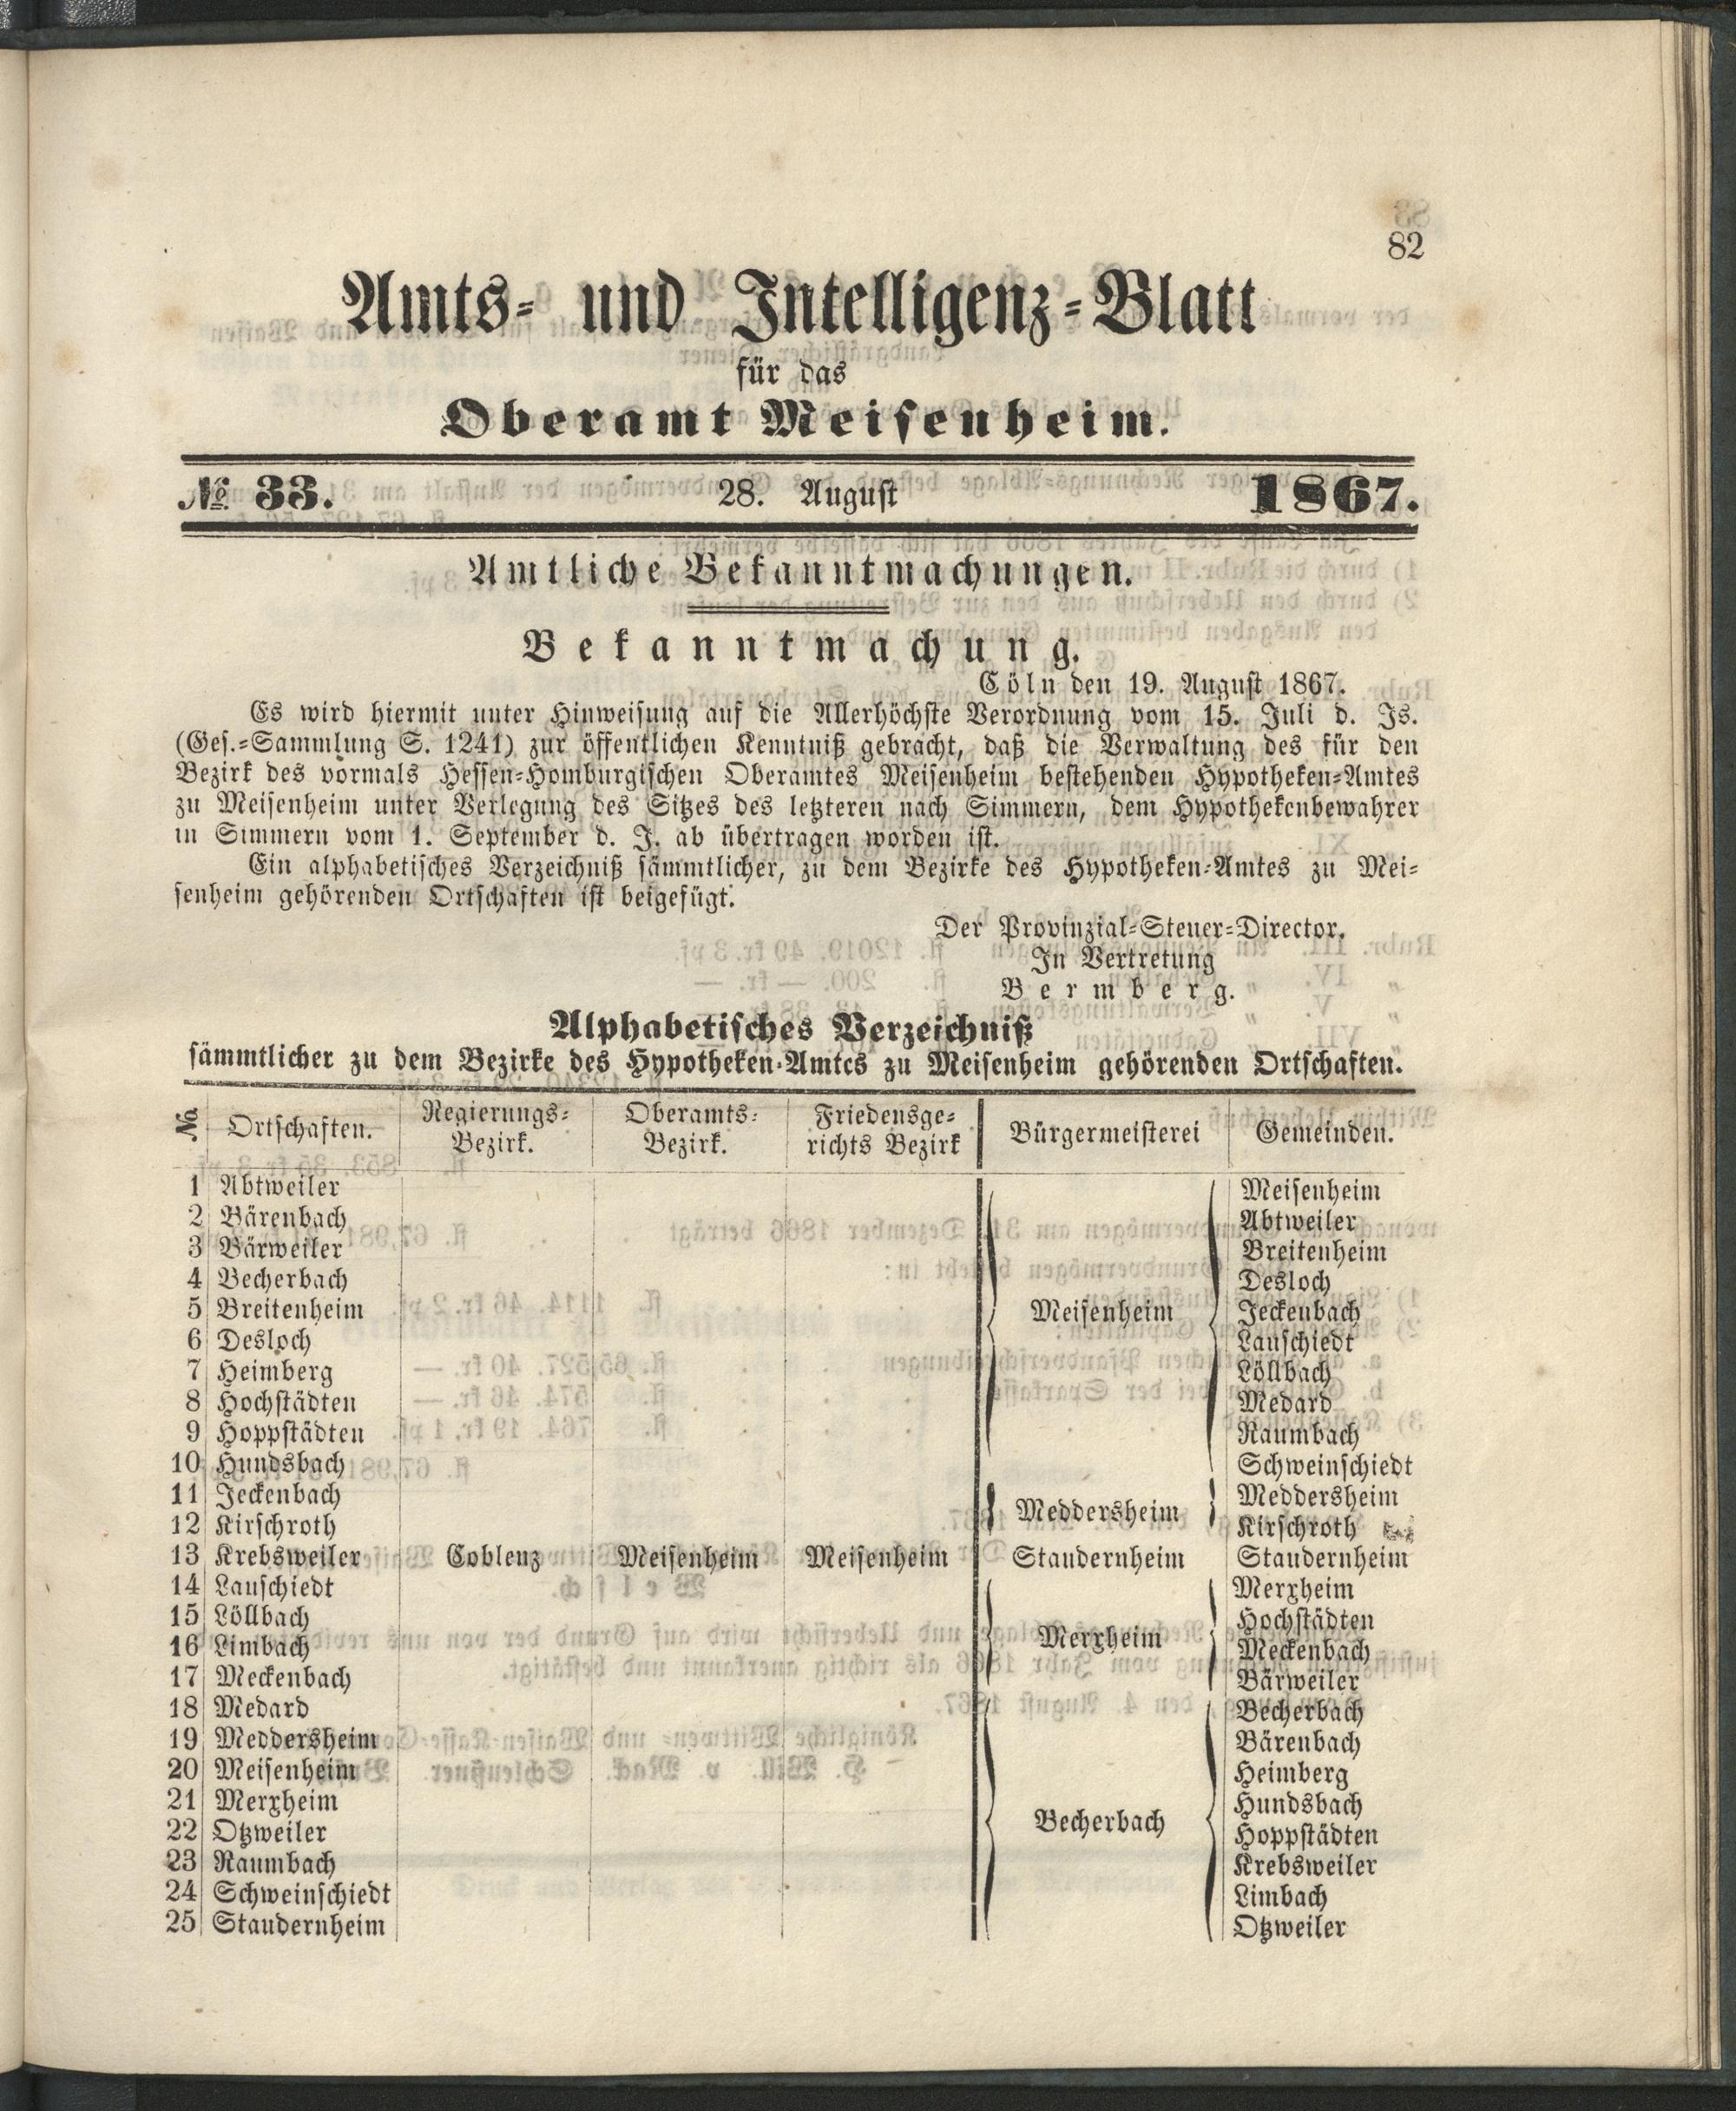 82
Amts- und Intelligenz-Blatt
für das
Oberamt Meisenheim.
№ 33. 28. August 1867.
Amtliche Bekanntmachungen.
Bekanntmachung.
Cöln den 19. August 1867.
Es wird hiermit unter Hinweisung auf die Allerhöchste Verordnung vom 15. Juli d. Js.
(Ges.-Sammlung S. 1241) zur öffentlichen Kenntniß gebracht, daß die Verwaltung des für den
Bezirk des vormals Hessen-Homburgischen Oberamtes Meisenheim bestehenden Hypotheken-Amtes
zu Meisenheim unter Verlegung des Sitzes des letzteren nach Simmern, dem Hypothekenbewahrer
in Simmern vom 1. September d. J. ab übertragen worden ist.
Ein alphabetisches Verzeichniß sämmtlicher, zu dem Bezirke des Hypotheken-Amtes zu Mei-
senheim gehörenden Ortschaften ist beigefügt.
Der Provinzial-Steuer-Director.
In Vertretung
Bermberg.
Alphabetisches Verzeichniß
sämmtlicher zu dem Bezirke des Hypotheken-Amtes zu Meisenheim gehörenden Ortschaften.
No. Ortschaften. Regierungs-Bezirk. Oberamts-Bezirk. Friedensge-richts Bezirk Bürgermeisterei Gemeinden.
1 Abtweiler Meisenheim
2 Bärenbach Abtweiler
3 Bärweiler Breitenheim
4 Becherbach Desloch
5 Breitenheim Meisenheim Jeckenbach
6 Desloch Lauschiedt
7 Heimberg Löllbach
8 Hochstädten Medard
9 Hoppstädten Raumbach
10 Hundsbach Schweinschiedt
11 Jeckenbach Meddersheim Meddersheim
12 Kirschroth Kirschroth
13 Krebsweiler Coblenz Meisenheim Meisenheim Staudernheim Staudernheim
14 Lauschiedt Merxheim
15 Löllbach Hochstädten
16 Limbach Merxheim Meckenbach
17 Meckenbach Bärweiler
18 Medard Becherbach
19 Meddersheim Bärenbach
20 Meisenheim Heimberg
21 Merxheim Hundsbach
22 Otzweiler Becherbach Hoppstädten
23 Raumbach Krebsweiler
24 Schweinschiedt Limbach
25 Staudernheim Otzweiler